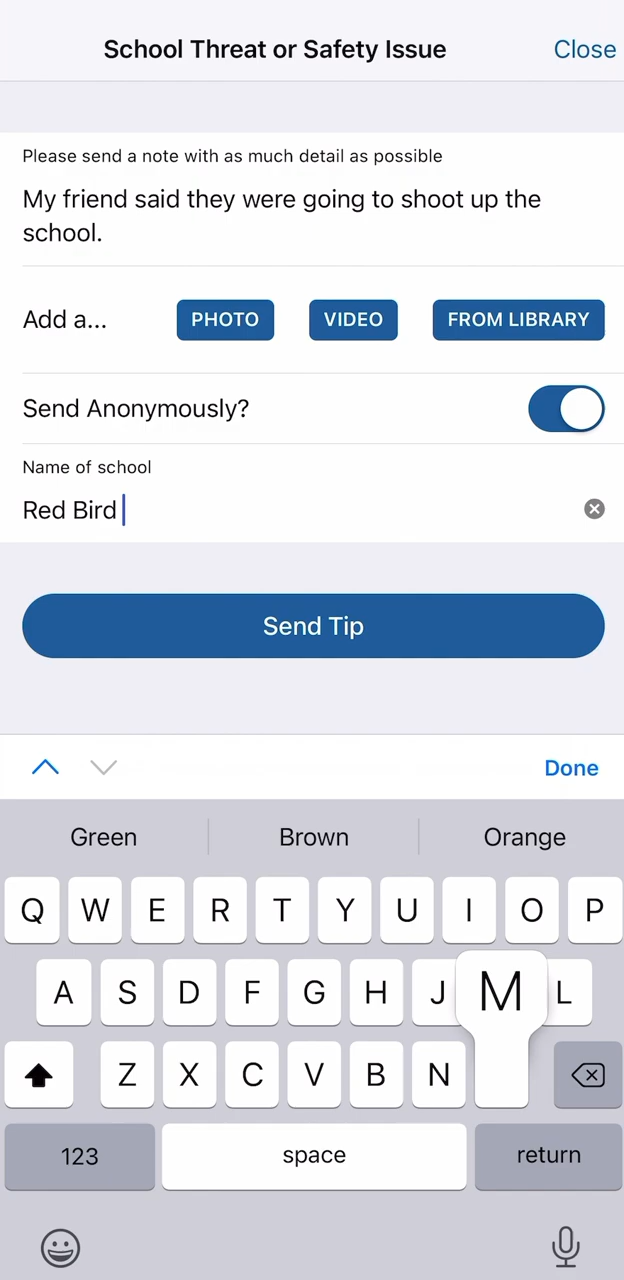 School Threat or Safety Issue Close
Please send a note with as much detail as possible
My friend said they were going to shoot up the
school.
Add a... PHOTO VIDEO FROM LIBRARY
Send Anonymously?
Name of school
Red Bird
Send Tip
Done
Green Brown Orange
Q W E R T Y U I O P
A S D F G H J M L
Z X C V B N
123 space return